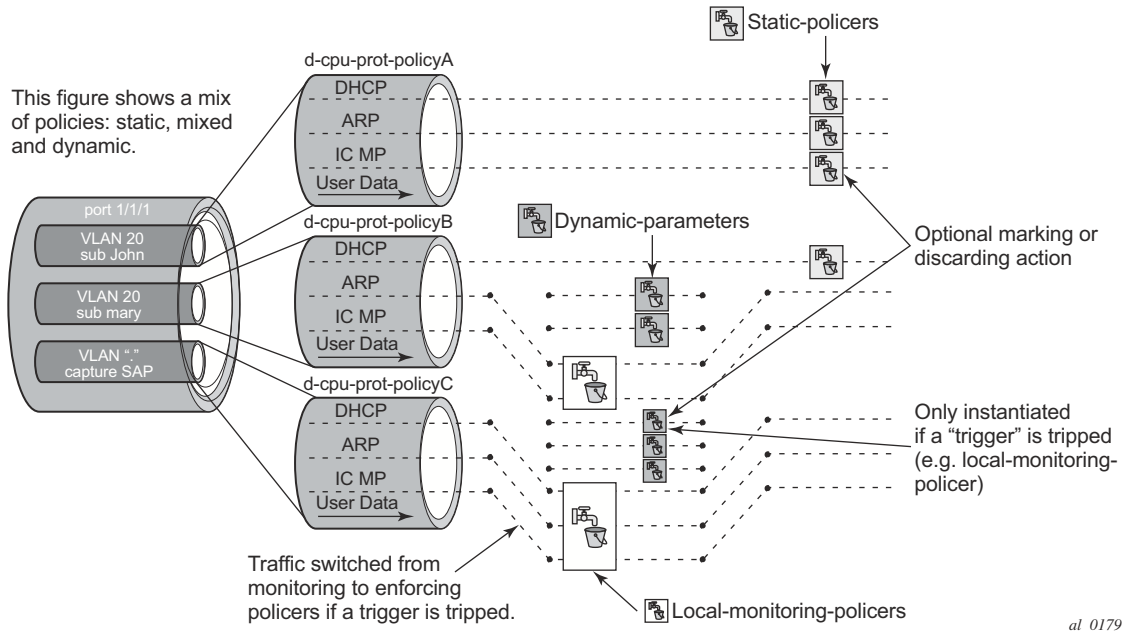 Static-policers
d-cpu-prot-policyA
This figure shows a mix
of policies: static, mixed
and dynamic.
DHCP
ARP
IC MP
User Data
port 1/1/1
VLAN 20
sub John
VLAN 20
sub mary
VLAN "."
capture SAP
d-cpu-prot-policyB
DHCP
ARP
IC MP
User Data
Dynamic-parameters
Optional marking or
discarding action
d-cpu-prot-policyC
DHCP
ARP
IC MP
User Data
Only instantiated
if a “trigger” is tripped
(e.g. local-monitoring-
policer)
Traffic switched from
monitoring to enforcing
policers if a trigger is tripped.
Local-monitoring-policers
al_0179